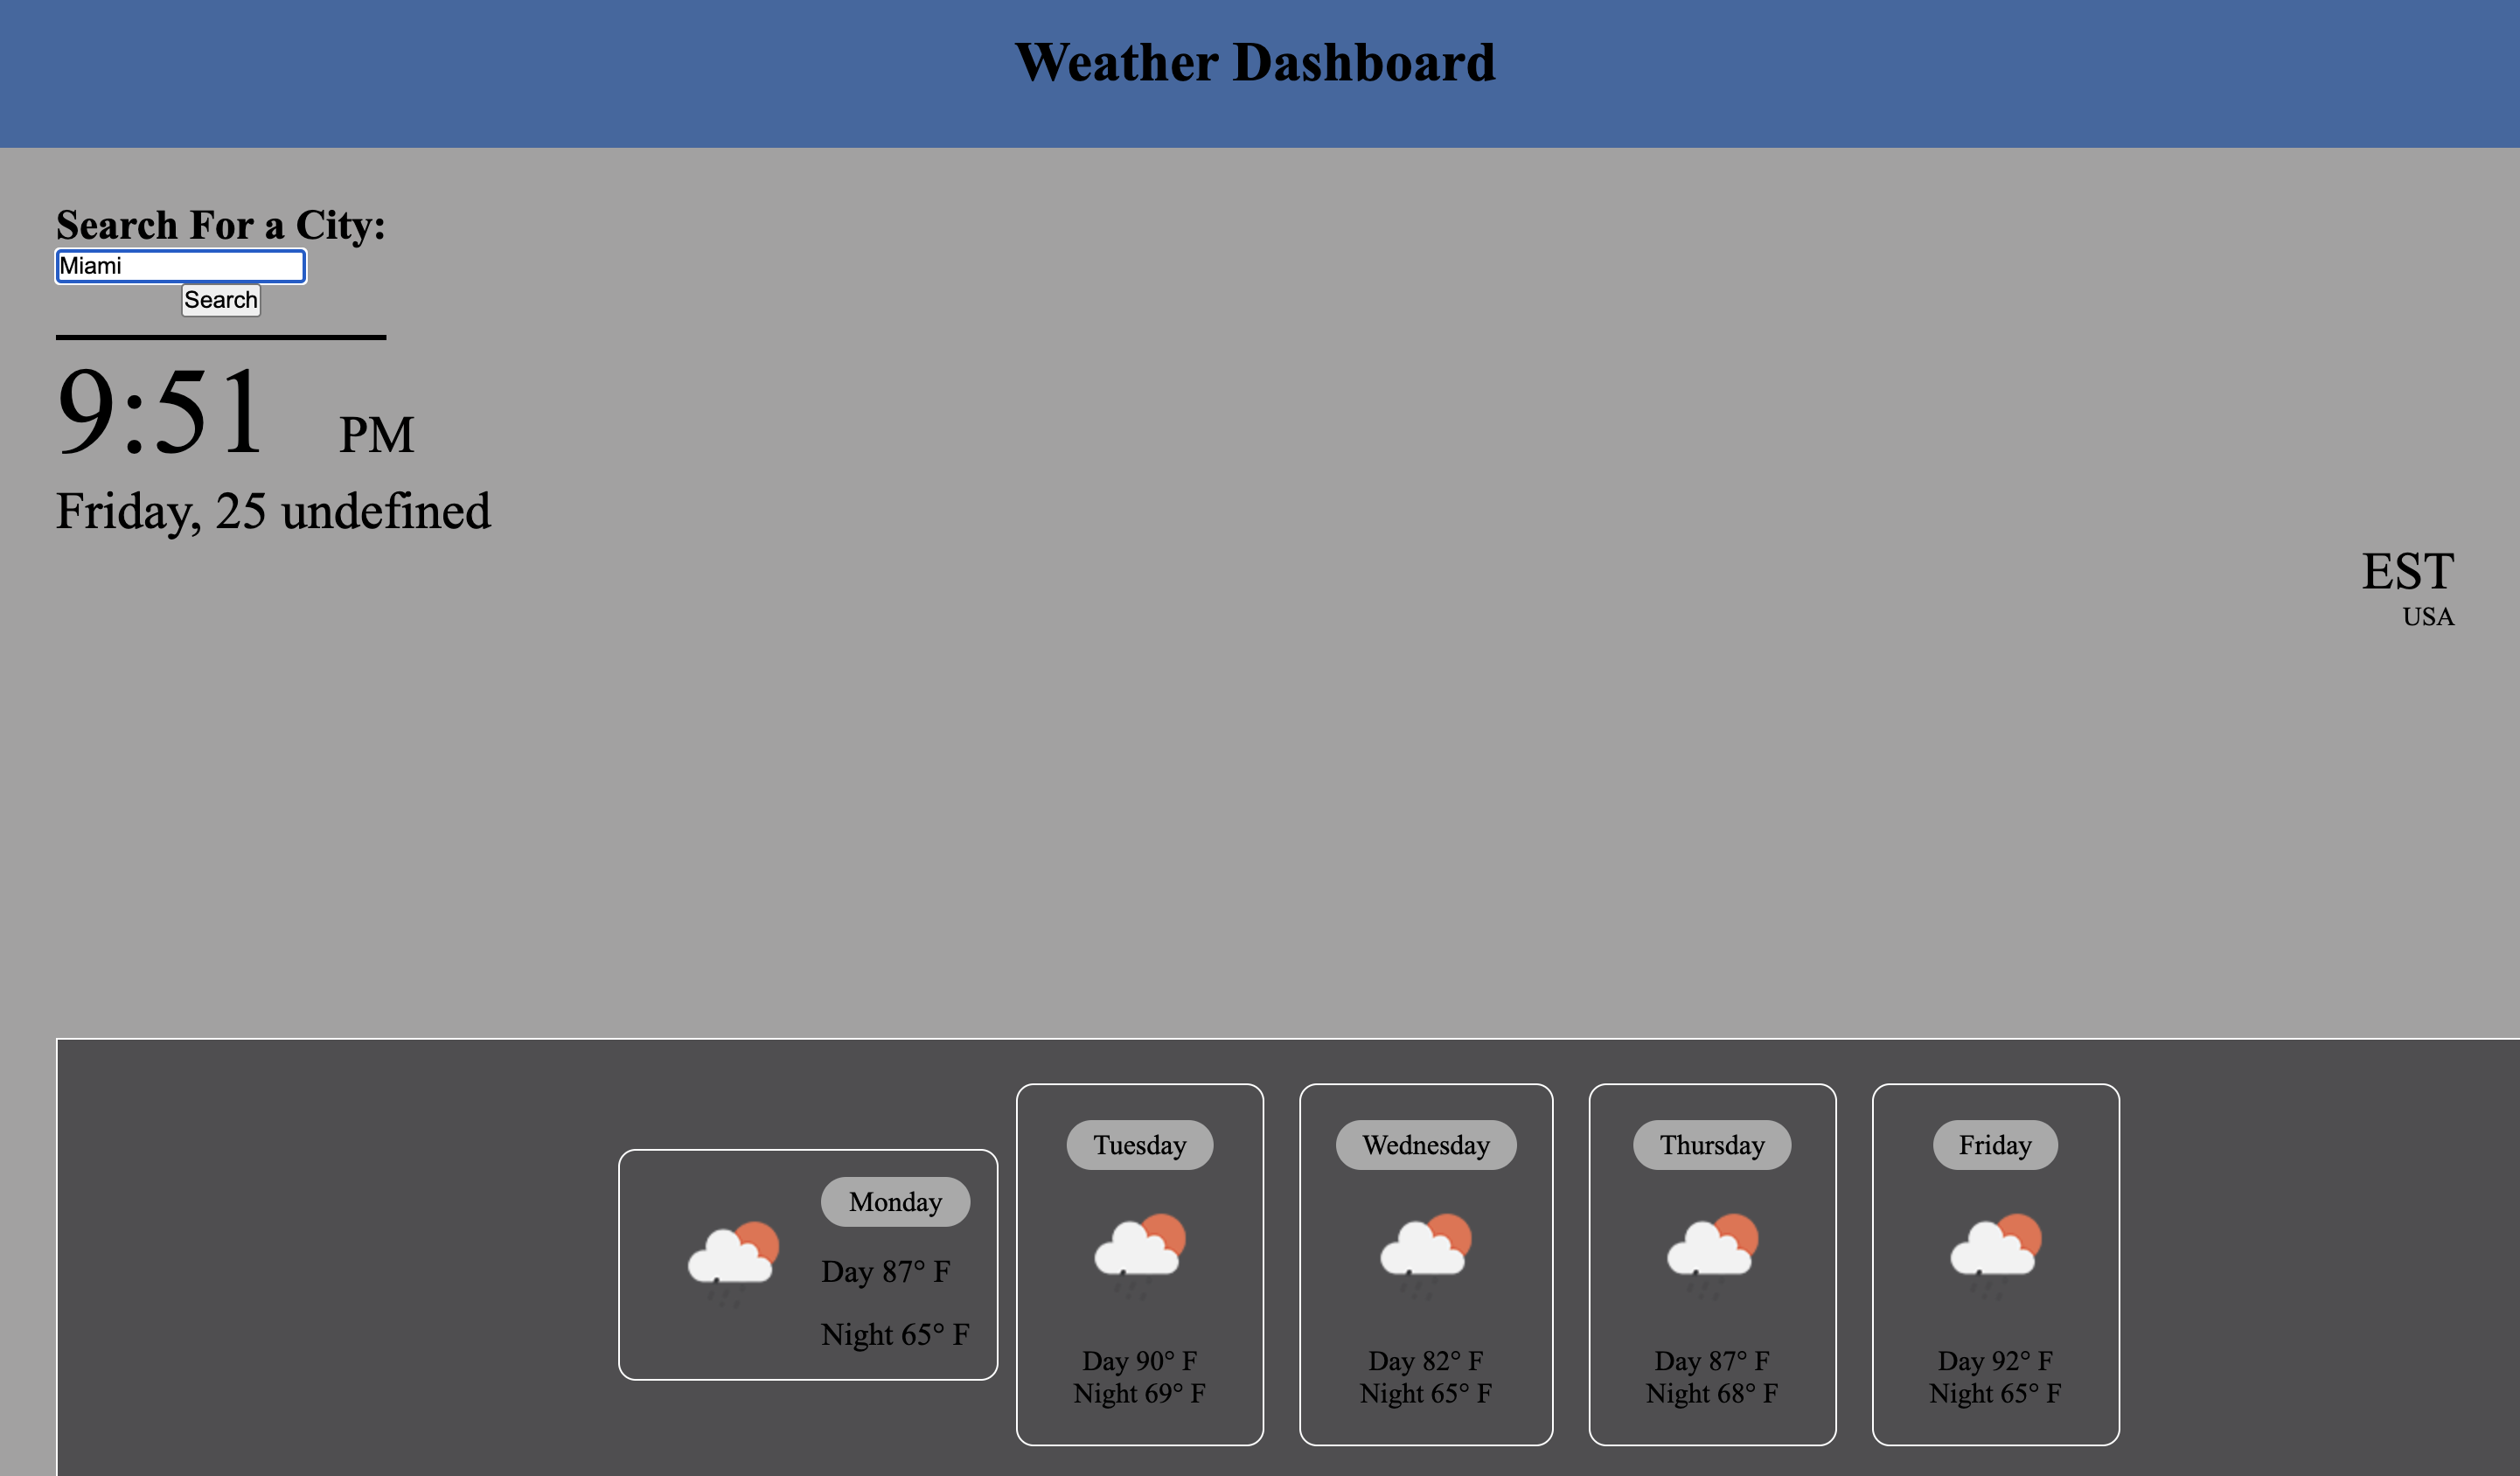 Weather Dashboard
Search For a City:
Miami
Search
9:51 PM
Friday, 25 undefined
EST
USA
Monday
Day 87° F
Night 65° F
Tuesday
Day 90° F
Night 69° F
Wednesday
Day 82° F
Night 65° F
Thursday
Day 87° F
Night 68° F
Friday
Day 92° F
Night 65° F